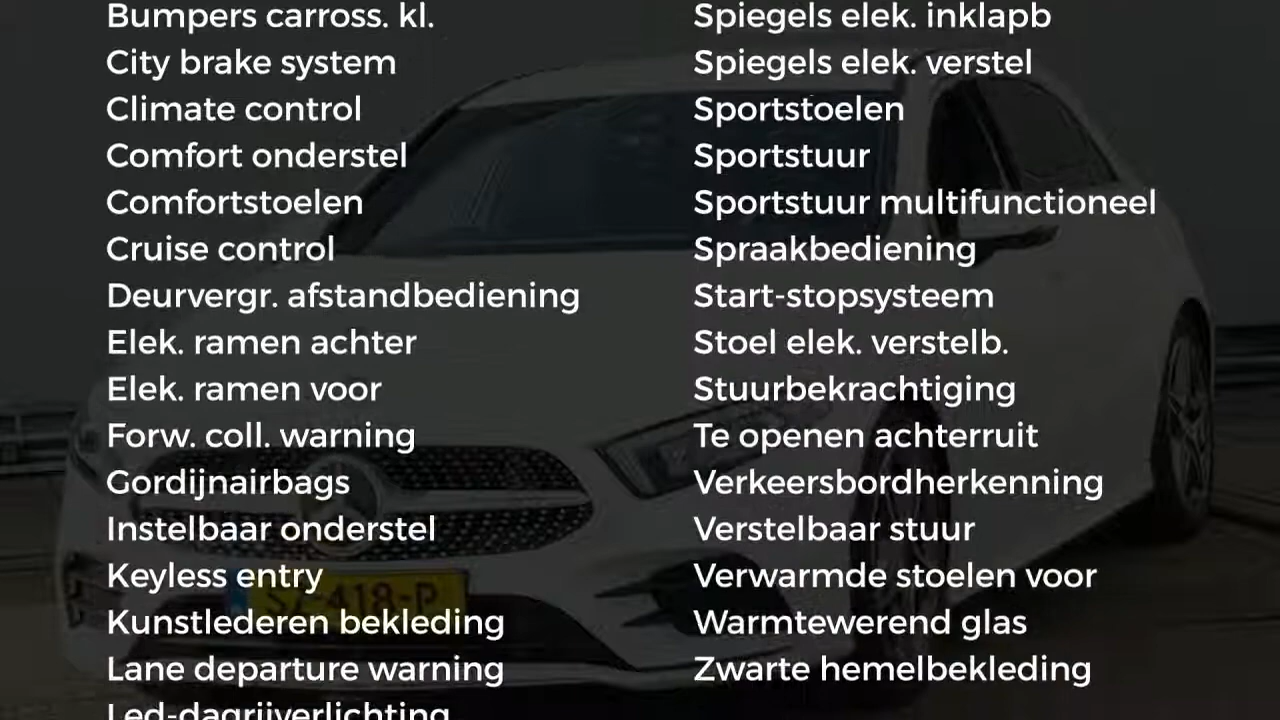 Bumpers carross. kl.
City brake system
Climate control
Comfort onderstel
Comfortstoelen
Cruise control
Deurvergr. afstandbediening
Elek. ramen achter
Elek. ramen voor
Forw. coll. warning
Gordijnairbags
Instelbaar onderstel
Keyless entry
Kunstlederen bekleding
Lane departure warning
Led-dagrijverlichting
Spiegels elek. inklapb
Spiegels elek. verstel
Sportstoelen
Sportstuur
Sportstuur multifunctioneel
Spraakbediening
Start-stopsysteem
Stoel elek. verstelb.
Stuurbekrachtiging
Te openen achterruit
Verkeersbordherkenning
Verstelbaar stuur
Verwarmde stoelen voor
Warmtewerend glas
Zwarte hemelbekleding